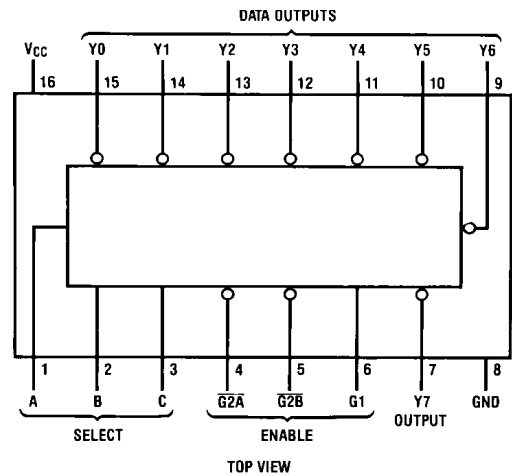 DATA OUTPUTS
VCC Y0 Y1 Y2 Y3 Y4 Y5 Y6
16 15 14 13 12 11 10 9
1 2 3 4 5 6 7 8
A B C G2A G2B G1 Y7 GND
OUTPUT
SELECT ENABLE
TOP VIEW